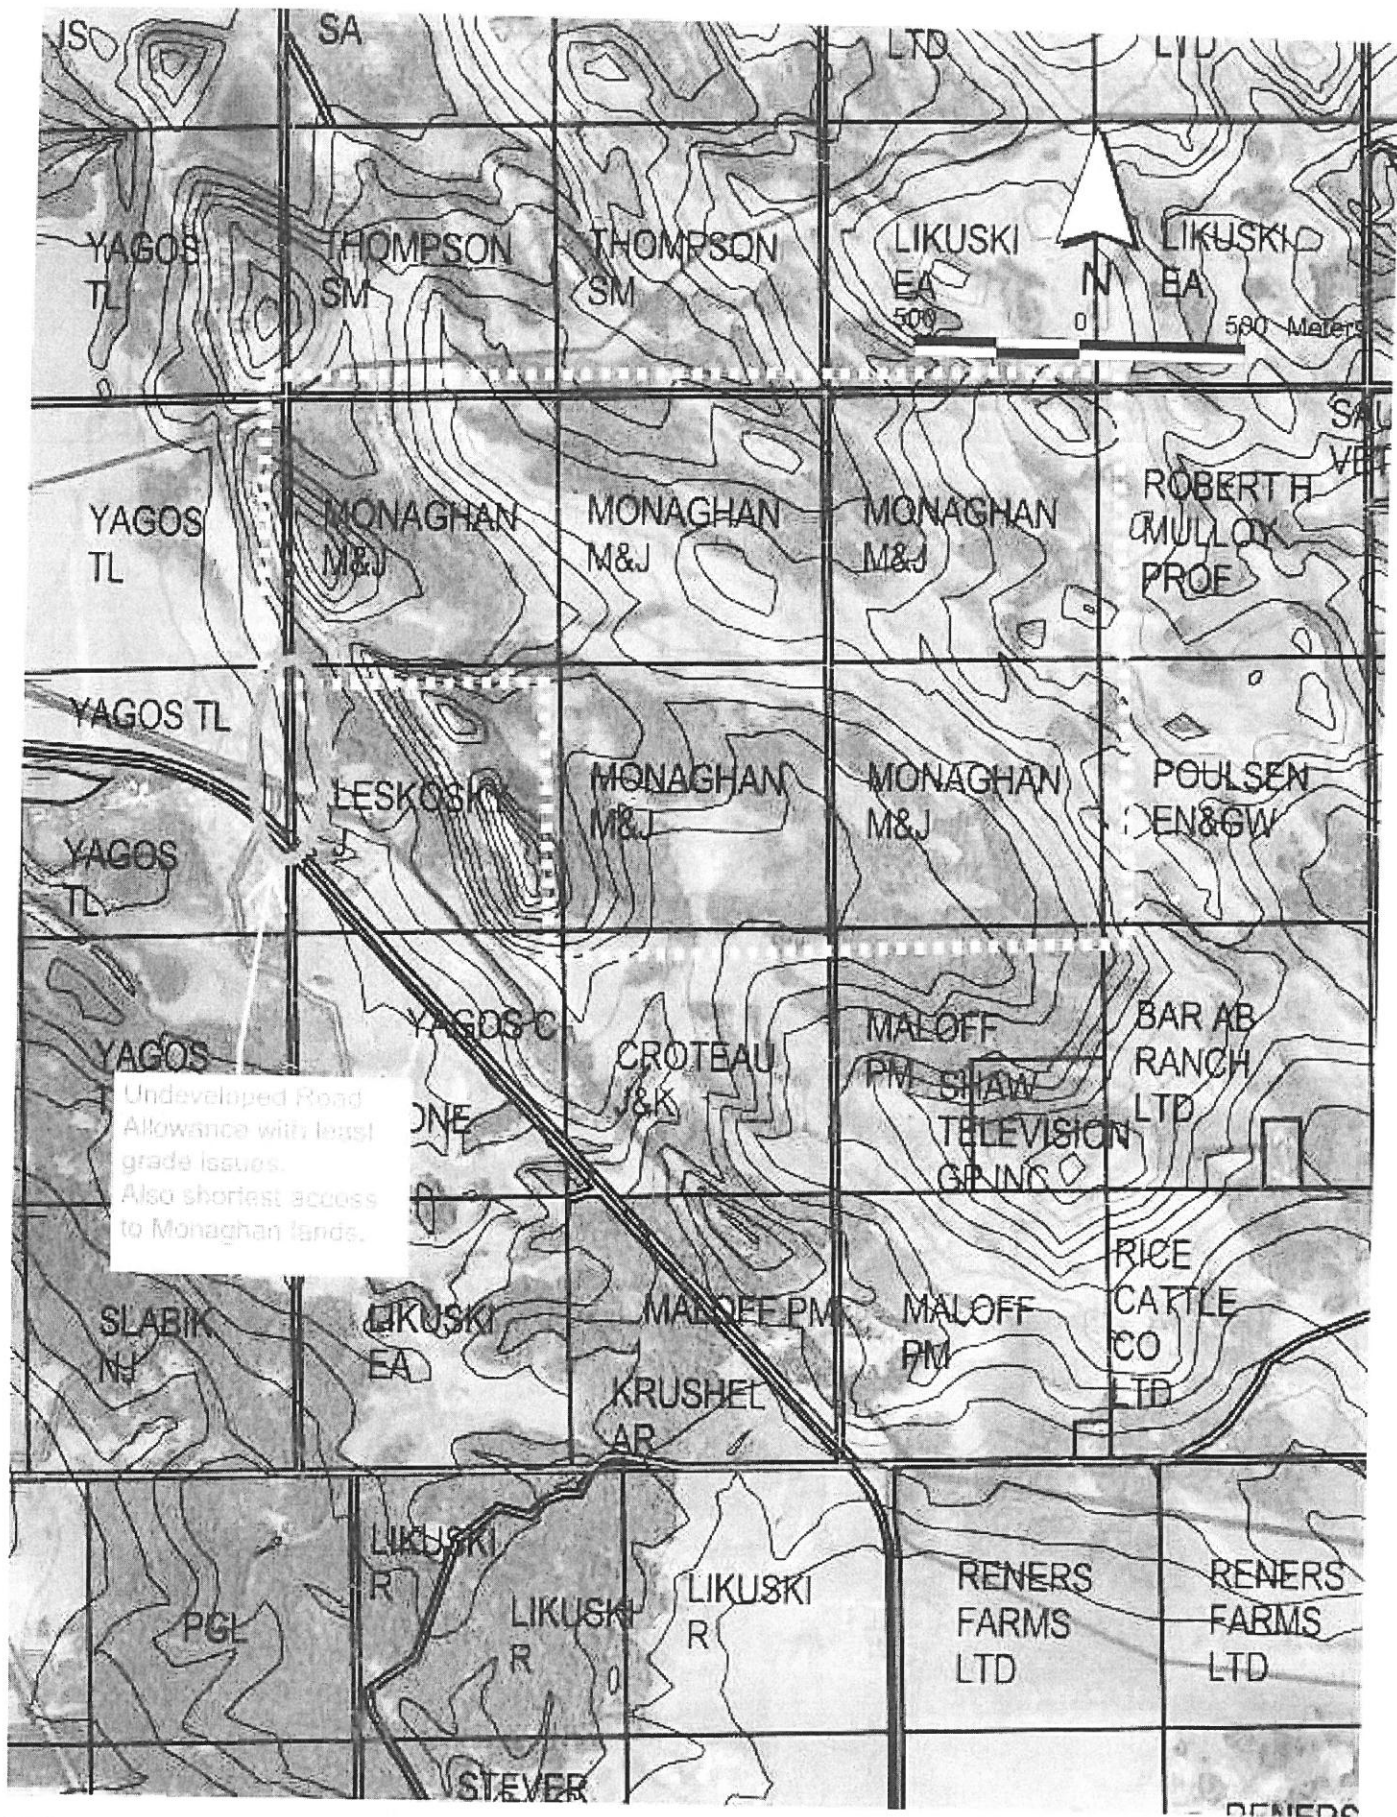 SA
LTD
LTD
YAGOS
TL
THOMPSON
SM
THOMPSON
SM
LIKUSKI
EA
LIKUSKI
EA
N
500 0 500 Meters
YAGOS
TL
MONAGHAN
M&J
MONAGHAN
M&J
MONAGHAN
M&J
ROBERT H
MULLOY
PROF
YAGOS TL
LESKOSKY
J
MONAGHAN
M&J
MONAGHAN
M&J
POULSEN
EN&GW
YAGOS
TL
YAGOS
YAGOS C
CROTEAU
J&K
MALOFF
PM
SHAW
TELEVISION
GP INC
BAR AB
RANCH
LTD
Undeveloped Road
Allowance with least
grade issues.
Also shortest access
to Monaghan lands.
ONE
SLABIK
NJ
LIKUSKI
EA
MALOFF PM
KRUSHEL
AR
MALOFF
PM
RICE
CATTLE
CO
LTD
PGL
LIKUSKI
R
LIKUSKI
R
LIKUSKI
R
RENERS
FARMS
LTD
RENERS
FARMS
LTD
STEVER
RENERS